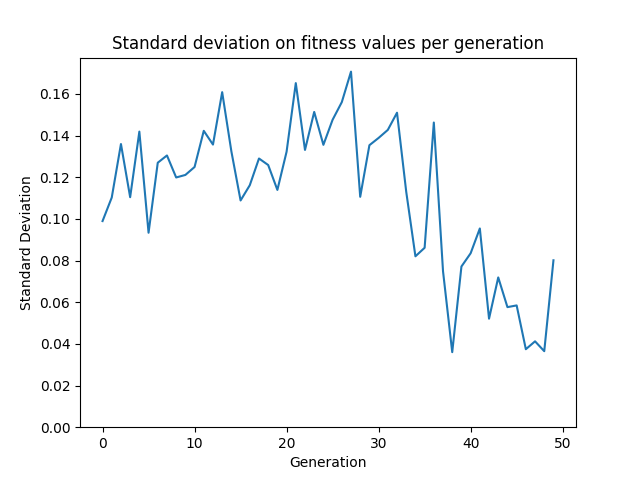 Standard deviation on fitness values per generation
0.16
0.14
0.12
0.10
0.08
0.06
0.04
0.02
0.00
Standard Deviation
0 10 20 30 40 50
Generation